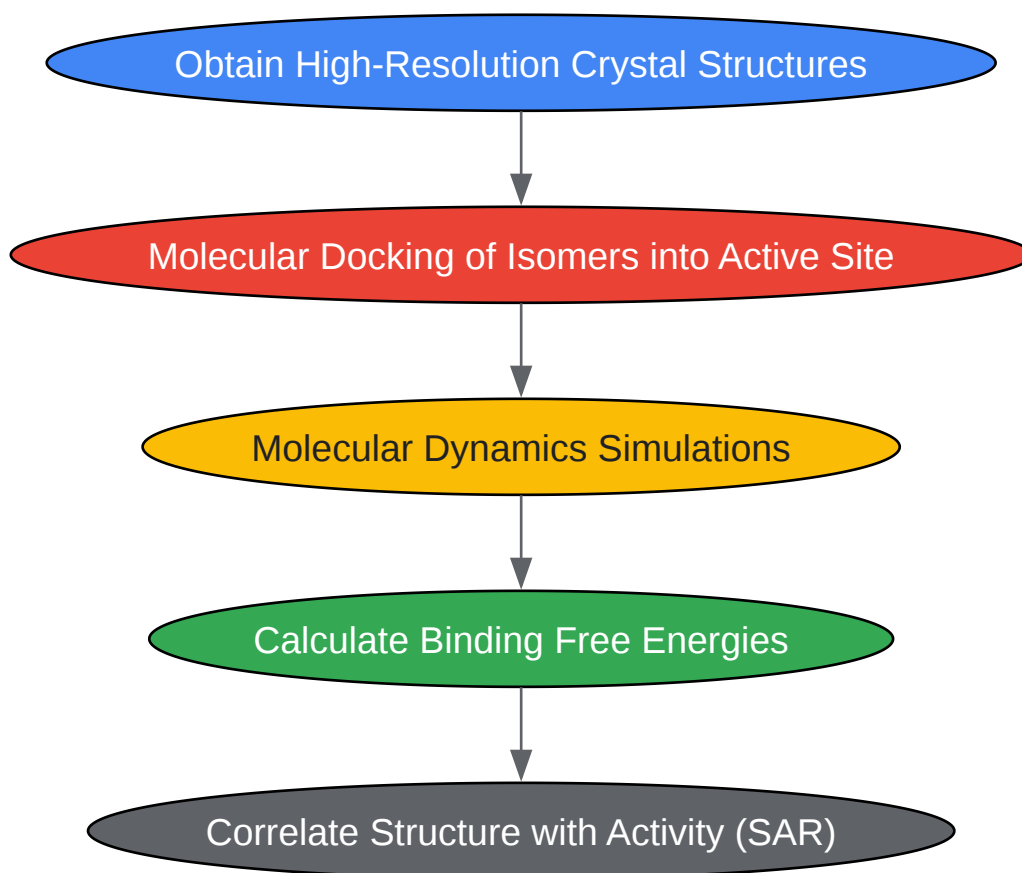 Obtain High-Resolution Crystal Structures
Molecular Docking of Isomers into Active Site
Molecular Dynamics Simulations
Calculate Binding Free Energies
Correlate Structure with Activity (SAR)